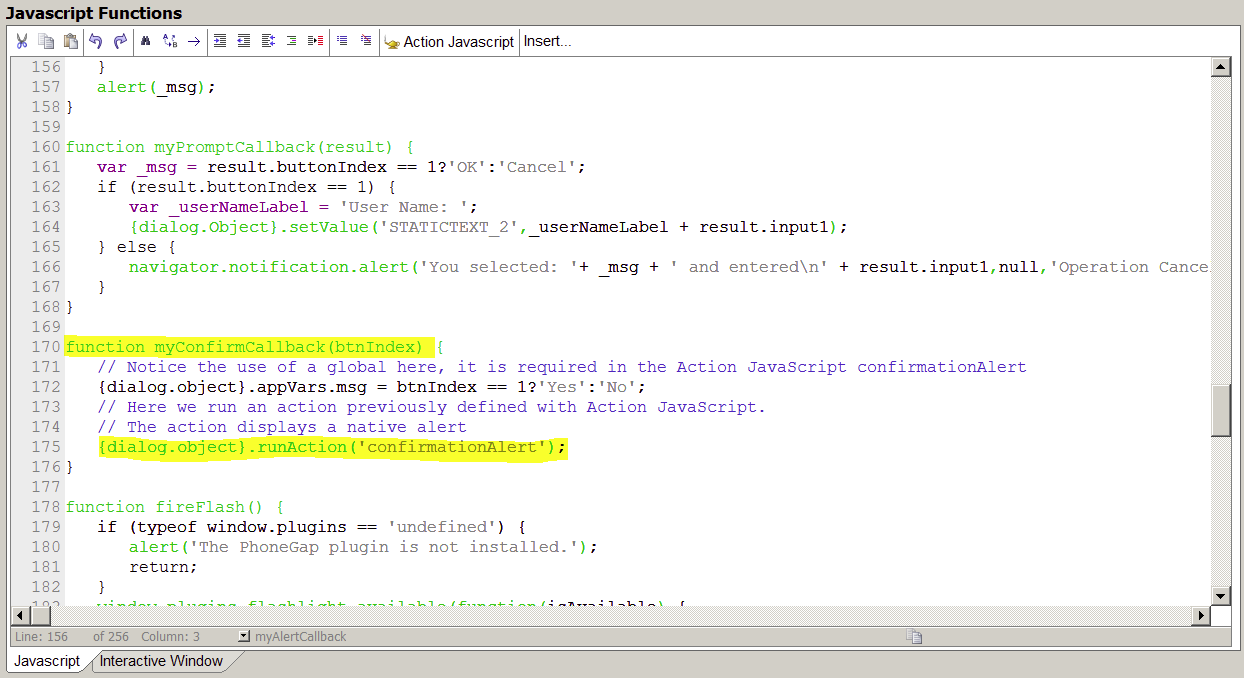 Javascript Functions
Action Javascript Insert...
156 }
157 alert(_msg);
158 }
159
160 function myPromptCallback(result) {
161 var _msg = result.buttonIndex == 1?'OK':'Cancel';
162 if (result.buttonIndex == 1) {
163 var _userNameLabel = 'User Name: ';
164 {dialog.Object}.setValue('STATICTEXT_2',_userNameLabel + result.input1);
165 } else {
166 navigator.notification.alert('You selected: '+ _msg + ' and entered\n' + result.input1,null,'Operation Cance
167 }
168 }
169
170 function myConfirmCallback(btnIndex) {
171 // Notice the use of a global here, it is required in the Action JavaScript confirmationAlert
172 {dialog.object}.appVars.msg = btnIndex == 1?'Yes':'No';
173 // Here we run an action previously defined with Action JavaScript.
174 // The action displays a native alert
175 {dialog.object}.runAction('confirmationAlert');
176 }
177
178 function fireFlash() {
179 if (typeof window.plugins == 'undefined') {
180 alert('The PhoneGap plugin is not installed.');
181 return;
182 }
183 window.plugins.flashlight.available(function(isAvailable) {
Line: 156 of 256 Column: 3 myAlertCallback
Javascript Interactive Window